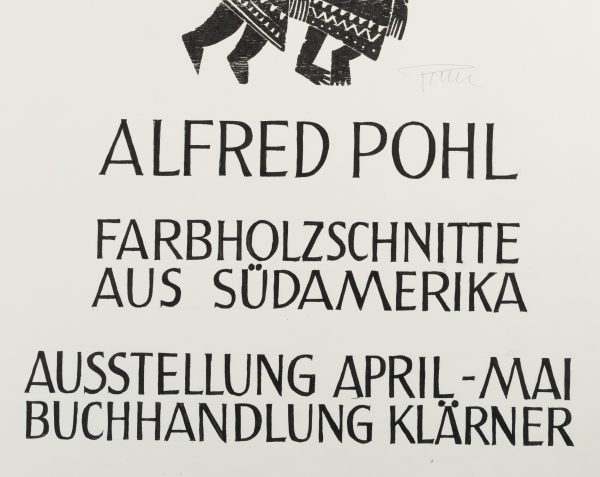 ALFRED POHL
FARBHOLZSCHNITTE
AUS SÜDAMERIKA
AUSSTELLUNG APRIL-MAI
BUCHHANDLUNG KLÄRNER